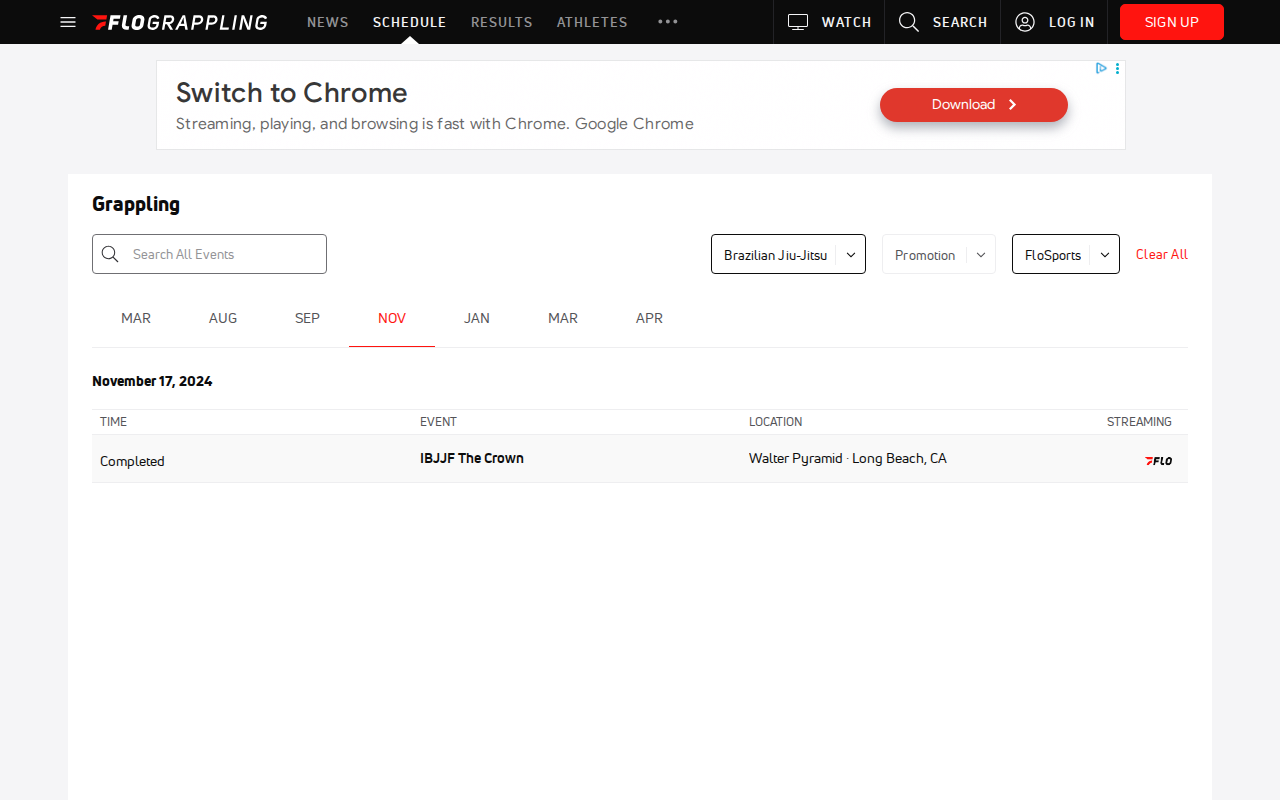 FLOGRAPPLING NEWS SCHEDULE RESULTS ATHLETES WATCH SEARCH LOG IN SIGN UP
Switch to Chrome
Streaming, playing, and browsing is fast with Chrome. Google Chrome
Download
Grappling
Search All Events Brazilian Jiu-Jitsu Promotion FloSports Clear All
MAR AUG SEP NOV JAN MAR APR
November 17, 2024
TIME EVENT LOCATION STREAMING
Completed IBJJF The Crown Walter Pyramid · Long Beach, CA FLO